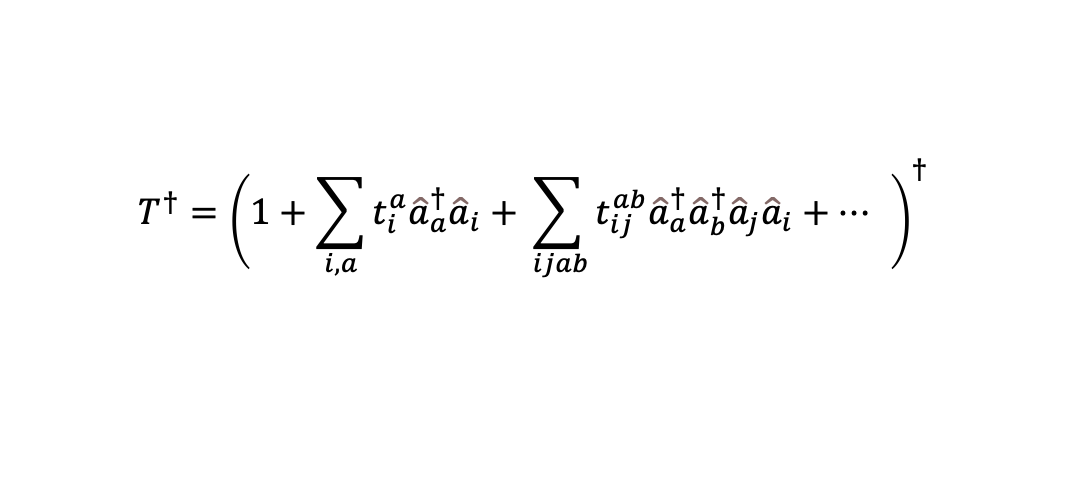 T† = (1 + ∑_{i,a} t_i^a â_a^† â_i + ∑_{ijab} t_{ij}^{ab} â_a^† â_b^† â_j â_i + ⋯ )^†